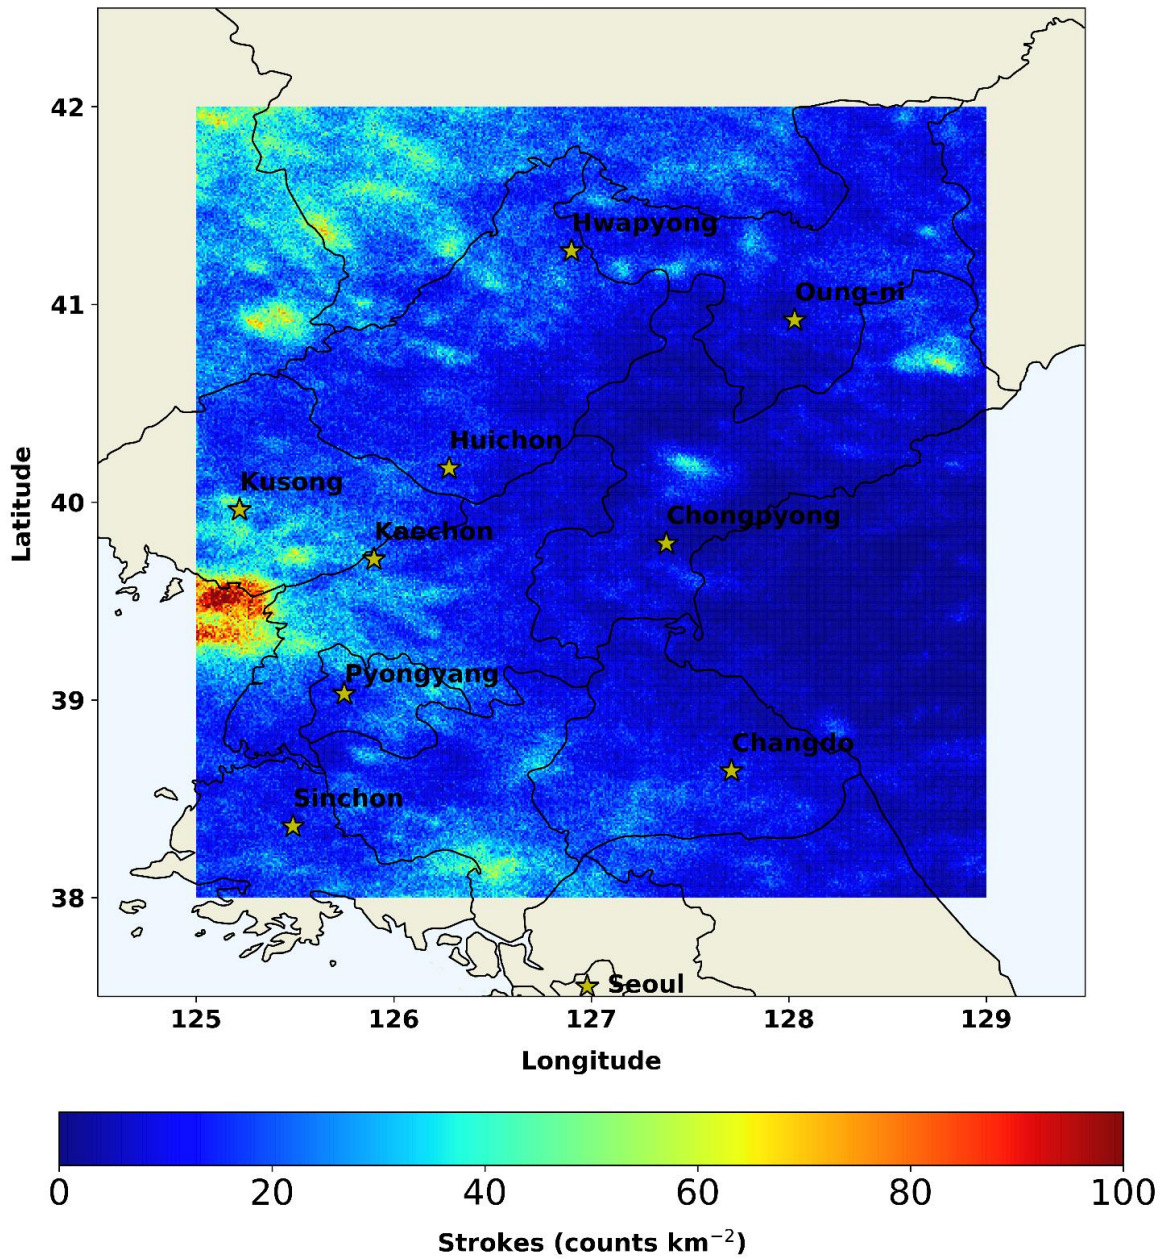 42
Hwapyong
41
Oung-ni
Huichon
Kusong
40
Kaechon
Chongpyong
Latitude
39
Pyongyang
Changdo
Sinchon
38
Seoul
125 126 127 128 129
Longitude
0 20 40 60 80 100
Strokes (counts km⁻²)